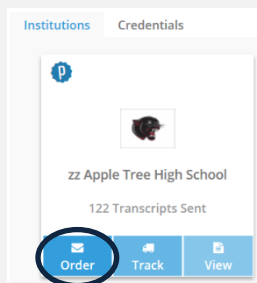 Institutions Credentials
p
zz Apple Tree High School
122 Transcripts Sent
Order Track View